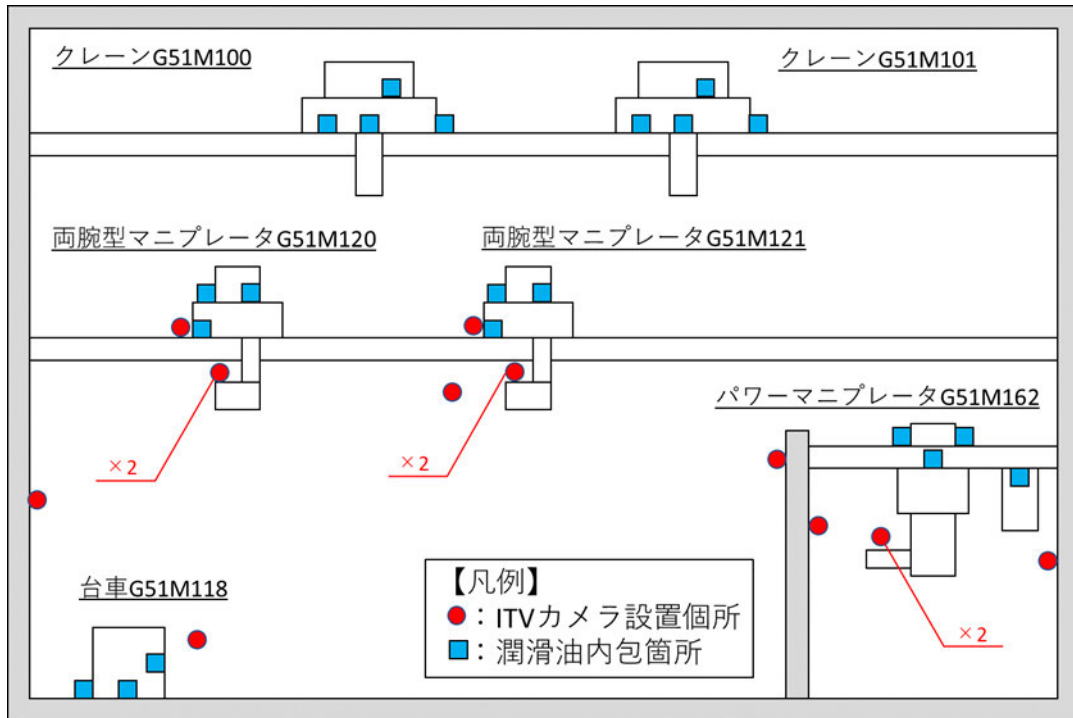 クレーンG51M100
クレーンG51M101
両腕型マニプレータG51M120
両腕型マニプレータG51M121
パワーマニプレータG51M162
×2
×2
台車G51M118
【凡例】
：ITVカメラ設置個所
：潤滑油内包箇所
×2